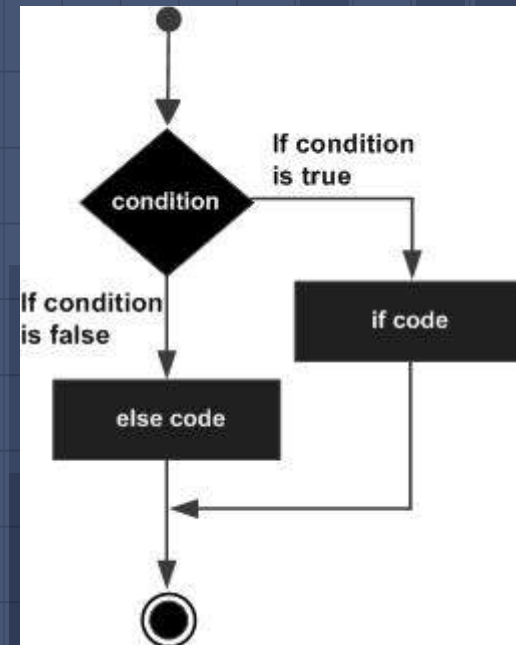 condition
If condition
is true
If condition
is false
if code
else code